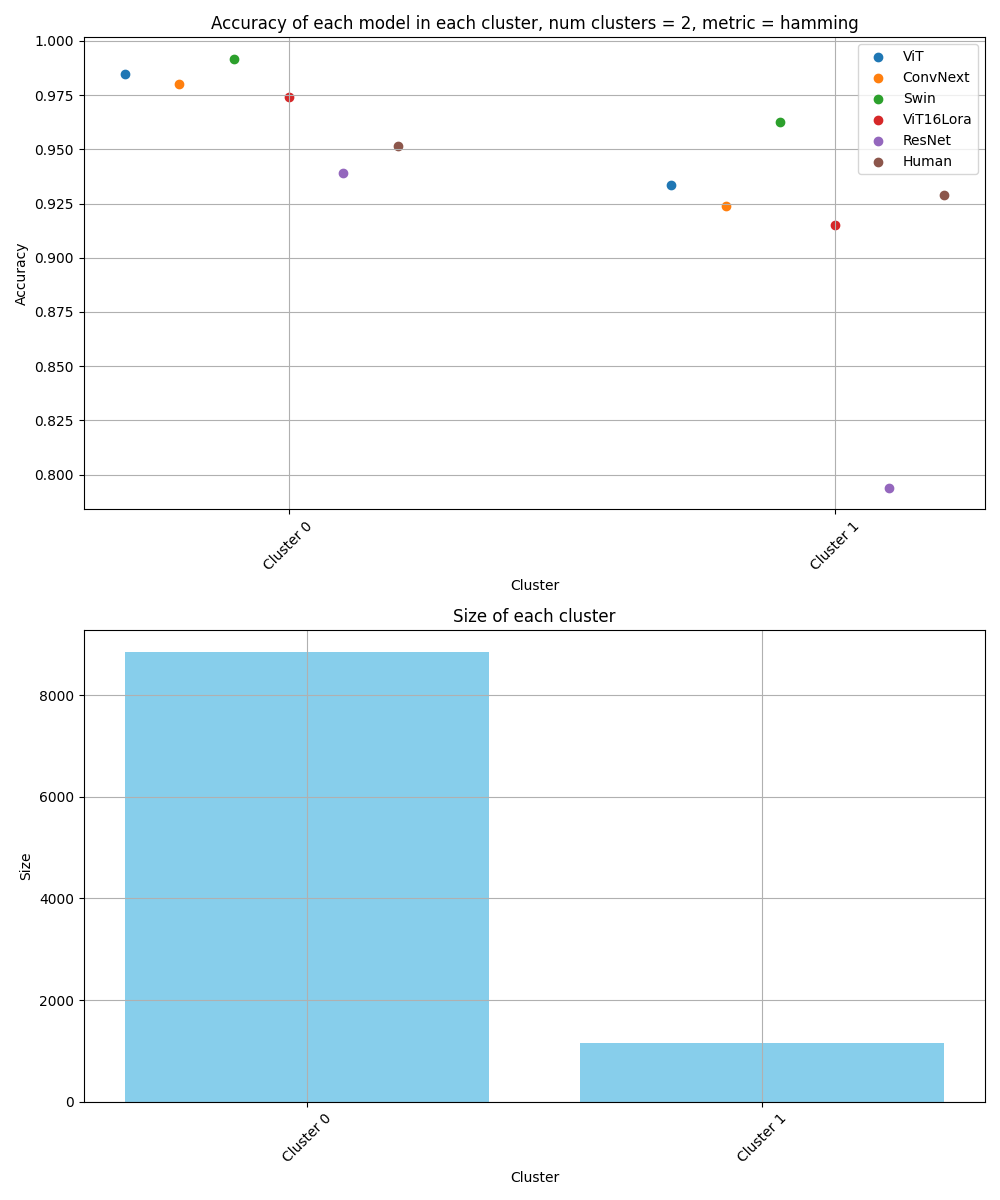 Accuracy of each model in each cluster, num clusters = 2, metric = hamming
1.000
0.975
0.950
0.925
0.900
0.875
0.850
0.825
0.800
Accuracy
ViT
ConvNext
Swin
ViT16Lora
ResNet
Human
Cluster 0
Cluster 1
Cluster
Size of each cluster
8000
6000
4000
2000
0
Size
Cluster 0
Cluster 1
Cluster